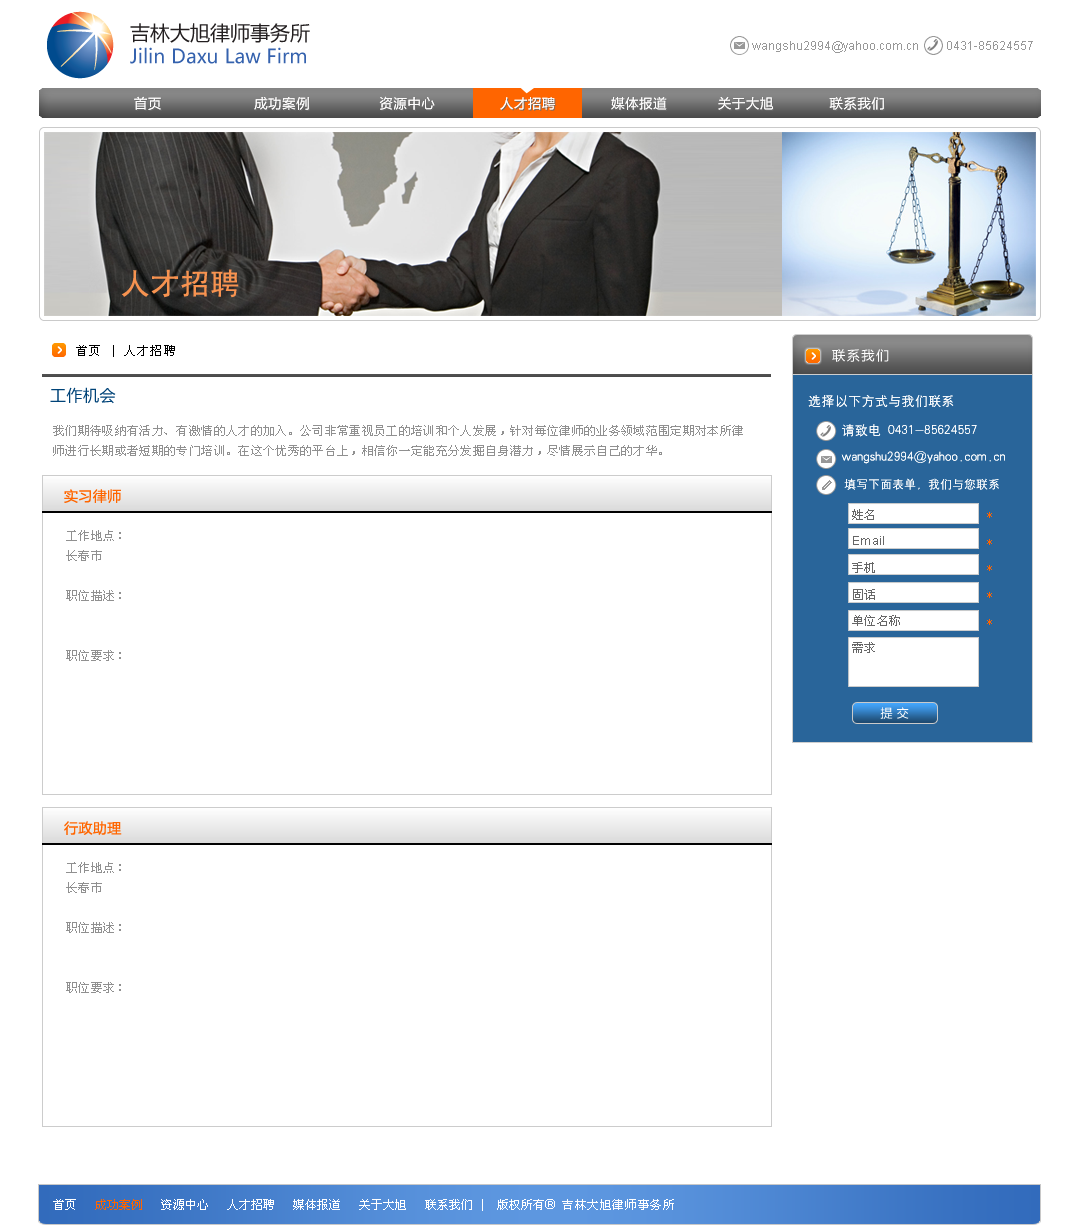 吉林大旭律师事务所
Jilin Daxu Law Firm
wangshu2994@yahoo.com.cn 0431-85624557
首页 成功案例 资源中心 人才招聘 媒体报道 关于大旭 联系我们
人才招聘
首页 | 人才招聘
工作机会
我们期待吸纳有活力、有激情的人才的加入。公司非常重视员工的培训和个人发展，针对每位律师的业务领域范围定期对本所律
师进行长期或者短期的专门培训。在这个优秀的平台上，相信你一定能充分发掘自身潜力，尽情展示自己的才华。
实习律师
工作地点：
长春市
职位描述：
职位要求：
行政助理
工作地点：
长春市
职位描述：
职位要求：
联系我们
选择以下方式与我们联系
请致电 0431-85624557
wangshu2994@yahoo.com.cn
填写下面表单，我们与您联系
姓名 *
Email *
手机 *
固话 *
单位名称 *
需求
提 交
首页 成功案例 资源中心 人才招聘 媒体报道 关于大旭 联系我们 | 版权所有® 吉林大旭律师事务所